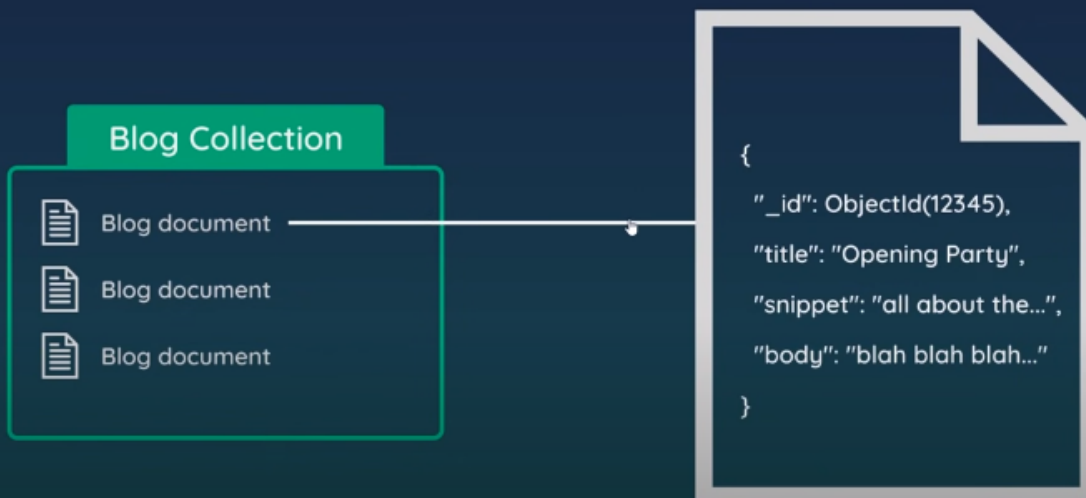 Blog Collection
Blog document
Blog document
Blog document
{
"_id": ObjectId(12345),
"title": "Opening Party",
"snippet": "all about the...",
"body": "blah blah blah..."
}